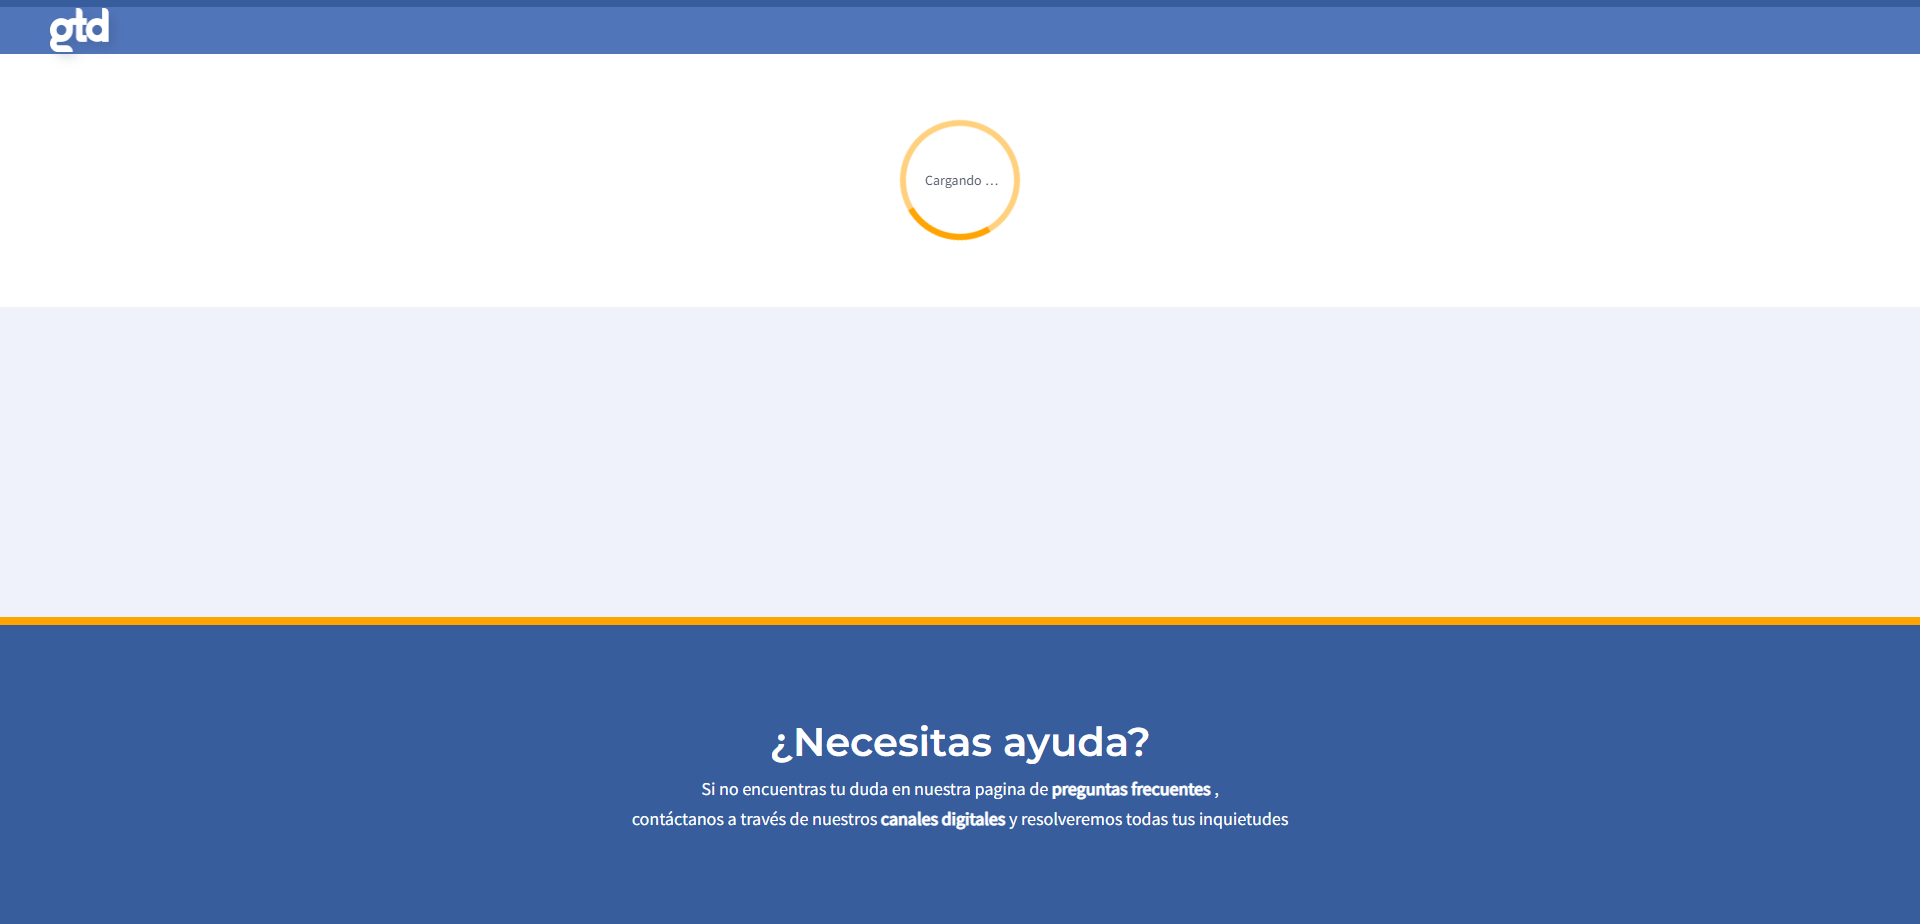 gtd
Cargando ...
¿Necesitas ayuda?
Si no encuentras tu duda en nuestra pagina de preguntas frecuentes ,
contáctanos a través de nuestros canales digitales y resolveremos todas tus inquietudes